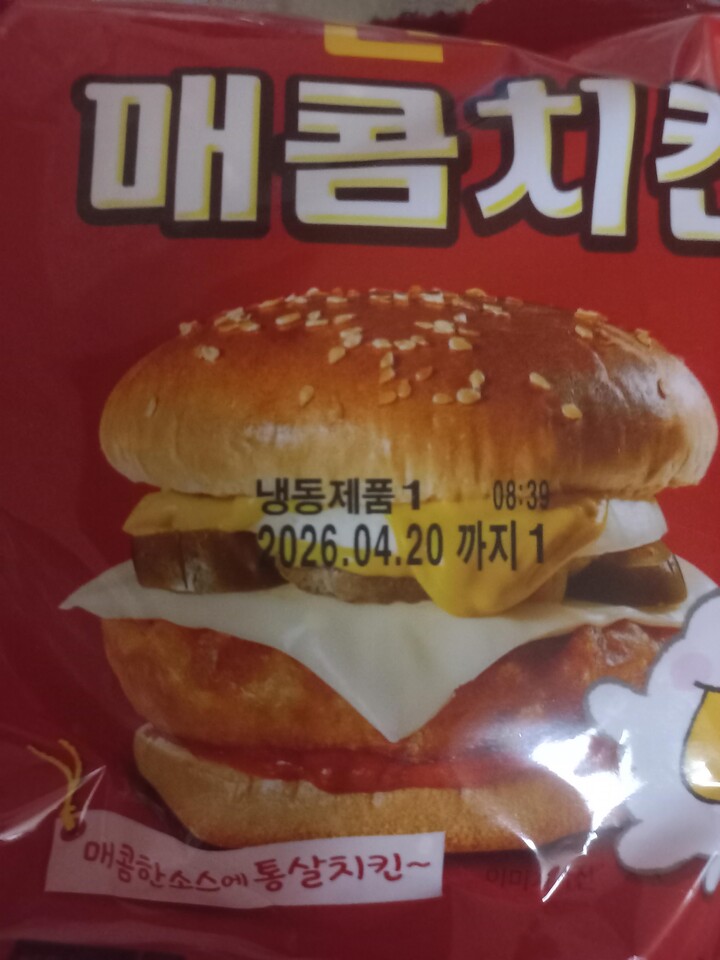 매콤치킨
냉동제품1 08:39
2026.04.20 까지1
매콤한소스에 통살치킨~